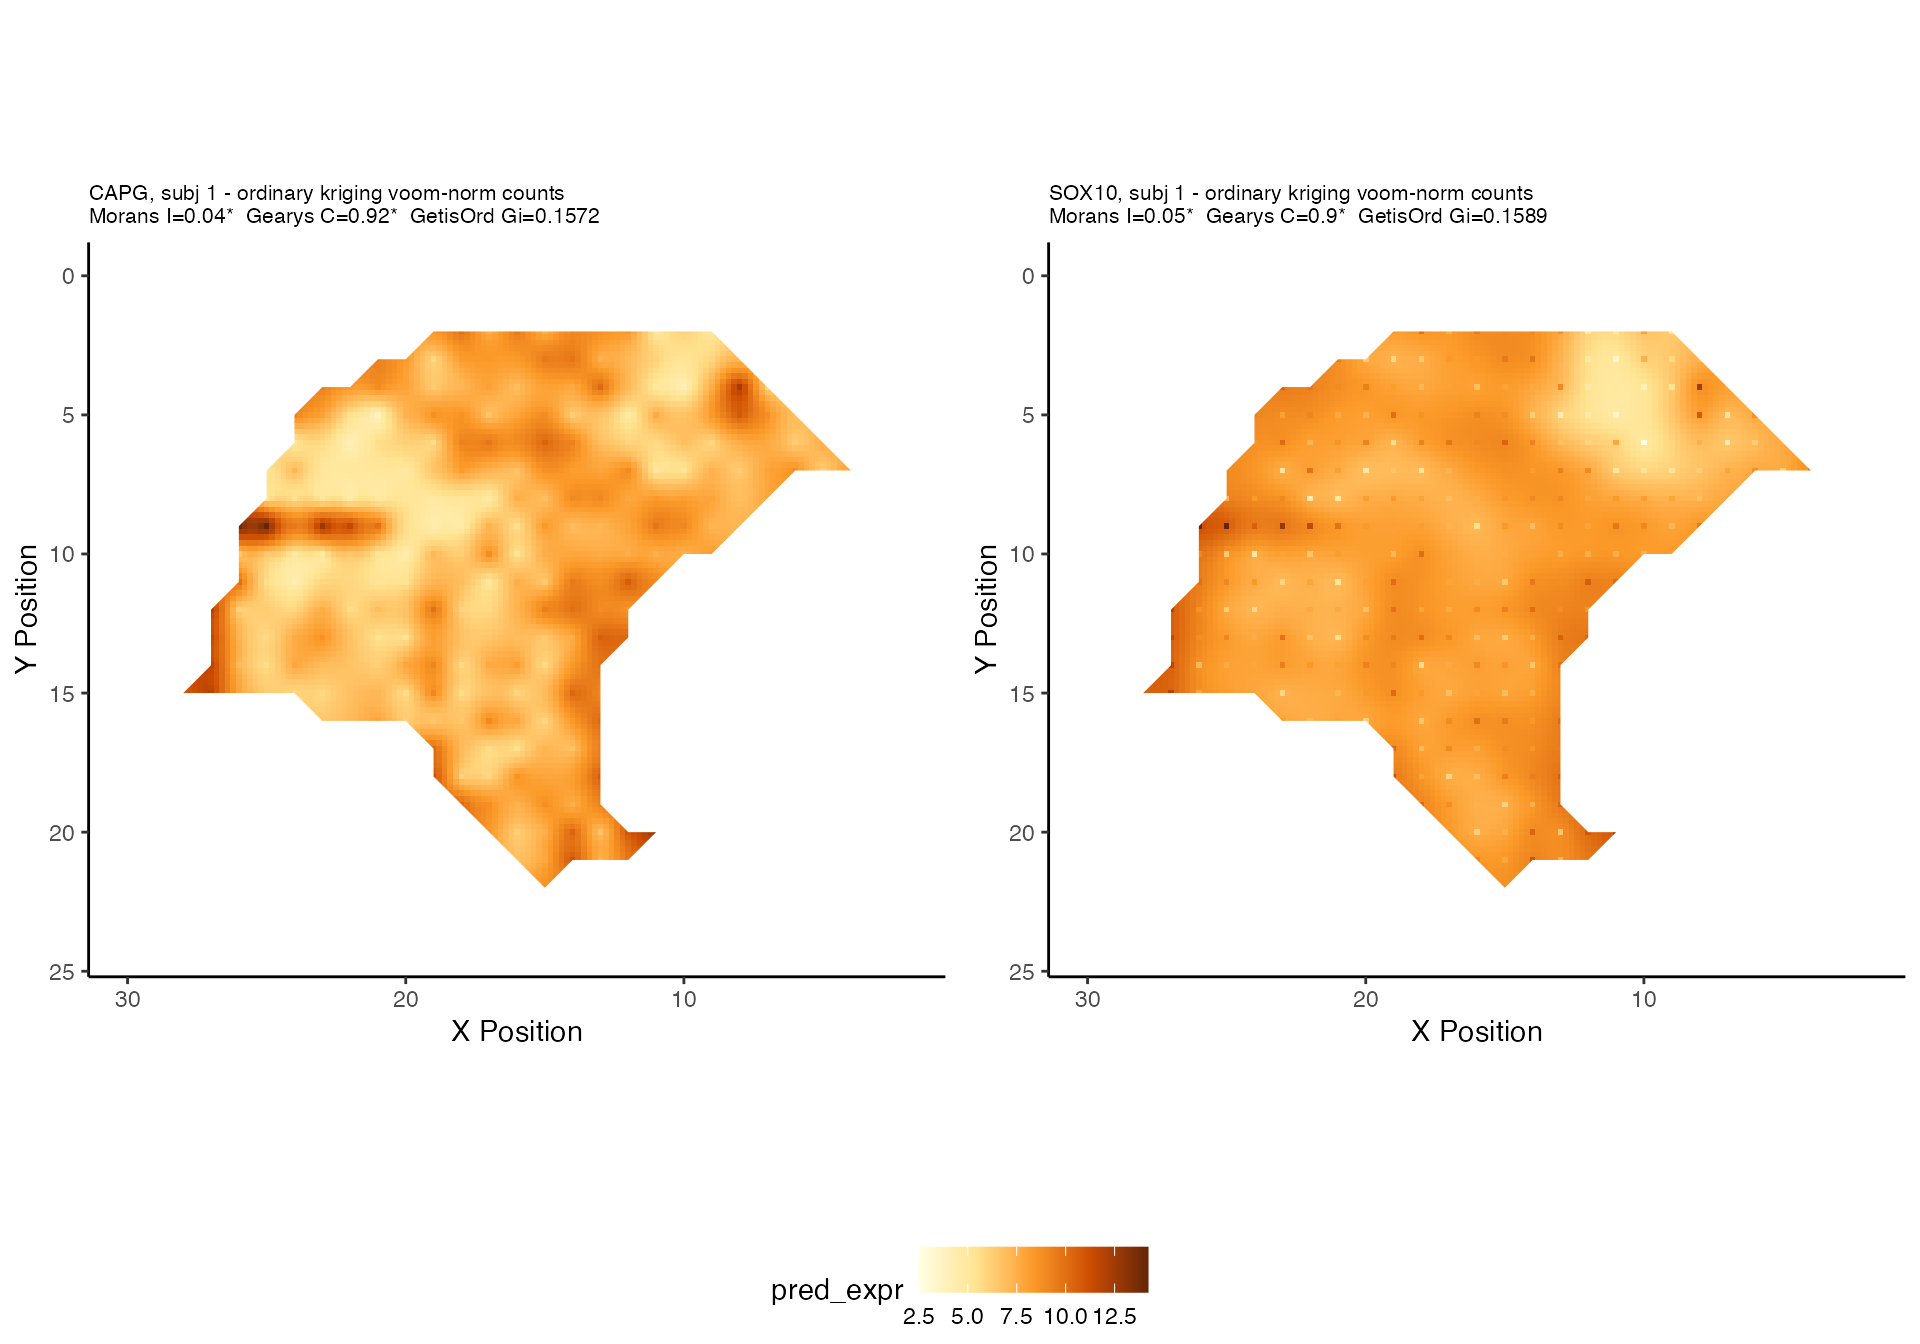 CAPG, subj 1 - ordinary kriging voom-norm counts
Morans I=0.04*  Gearys C=0.92*  GetisOrd Gi=0.1572
0
5
10
15
20
25
Y Position
30
20
10
X Position
SOX10, subj 1 - ordinary kriging voom-norm counts
Morans I=0.05*  Gearys C=0.9*  GetisOrd Gi=0.1589
0
5
10
15
20
25
Y Position
30
20
10
X Position
pred_expr
2.5 5.0 7.5 10.0 12.5